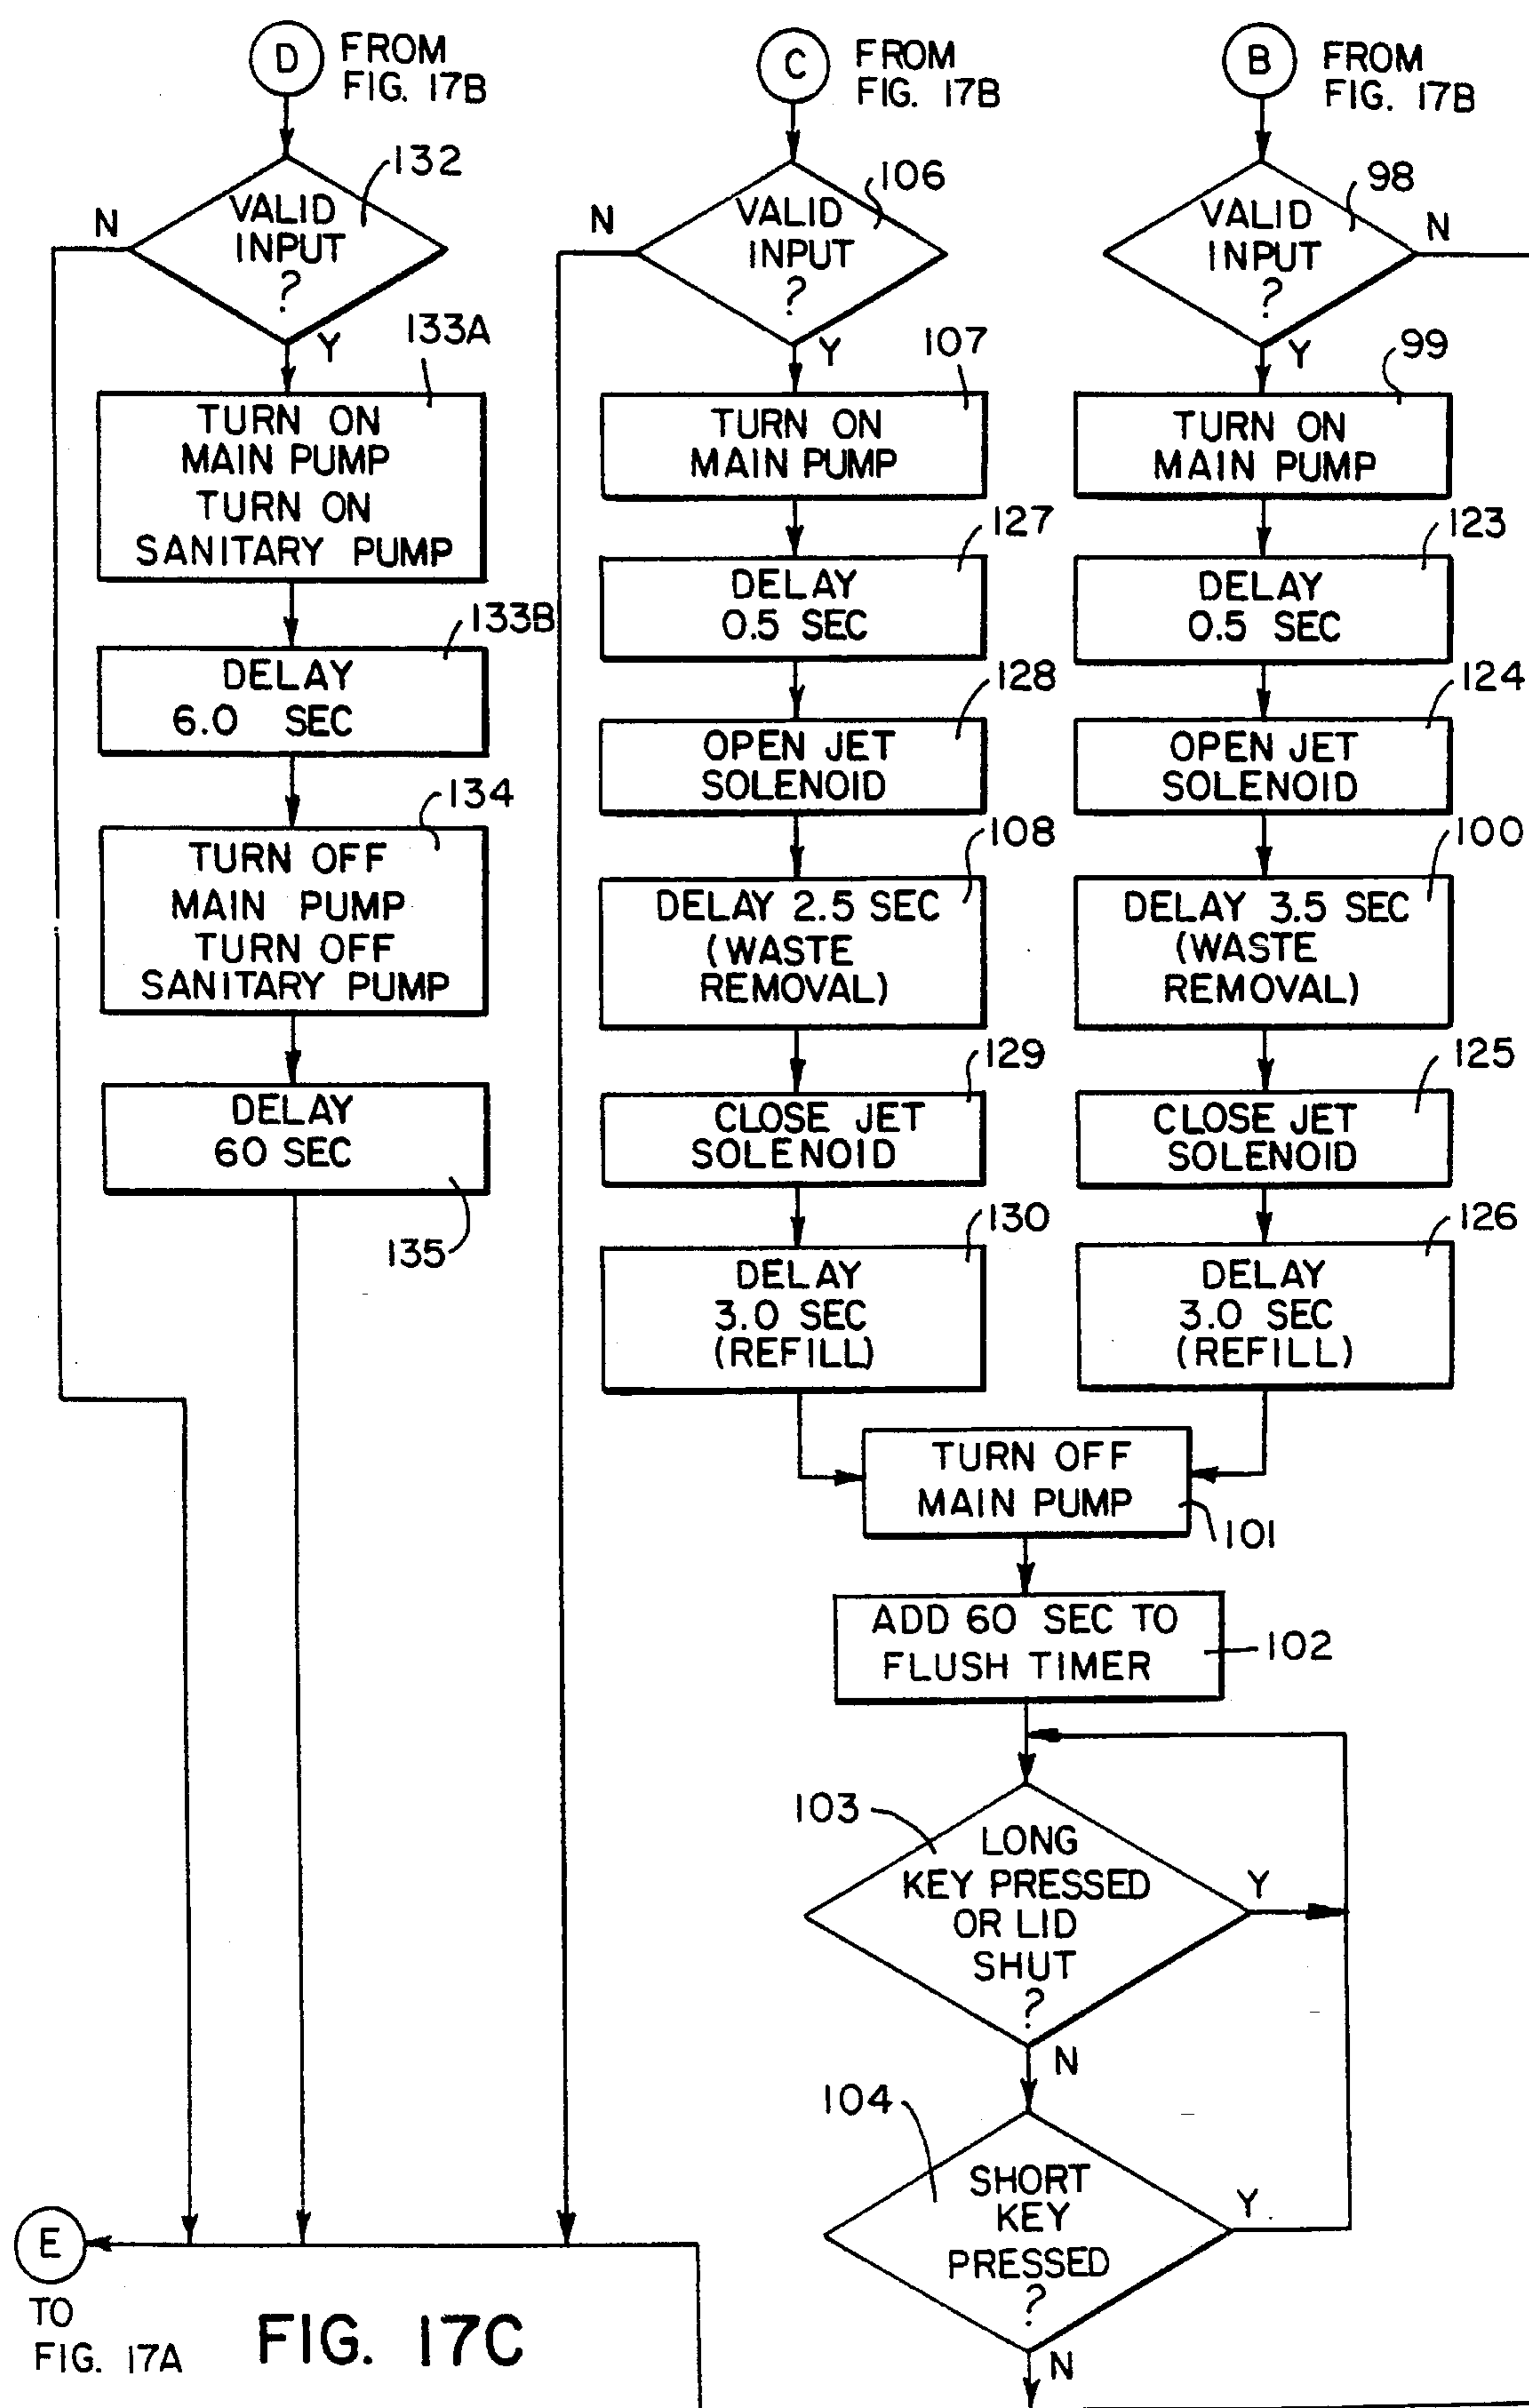 D
FROM
FIG. 17B
132
N
VALID
INPUT
?
Y
133A
TURN ON
MAIN PUMP
TURN ON
SANITARY PUMP
133B
DELAY
6.0 SEC
134
TURN OFF
MAIN PUMP
TURN OFF
SANITARY PUMP
DELAY
60 SEC
135
C
FROM
FIG. 17B
106
N
VALID
INPUT
?
Y
107
TURN ON
MAIN PUMP
127
DELAY
0.5 SEC
128
OPEN JET
SOLENOID
108
DELAY 2.5 SEC
(WASTE
REMOVAL)
129
CLOSE JET
SOLENOID
130
DELAY
3.0 SEC
(REFILL)
B
FROM
FIG. 17B
98
VALID
INPUT
?
N
Y
99
TURN ON
MAIN PUMP
123
DELAY
0.5 SEC
124
OPEN JET
SOLENOID
100
DELAY 3.5 SEC
(WASTE
REMOVAL)
125
CLOSE JET
SOLENOID
126
DELAY
3.0 SEC
(REFILL)
TURN OFF
MAIN PUMP
101
ADD 60 SEC TO
FLUSH TIMER
102
103
LONG
KEY PRESSED
OR LID
SHUT
?
Y
N
104
SHORT
KEY
PRESSED
?
Y
N
E
TO
FIG. 17A
FIG. 17C